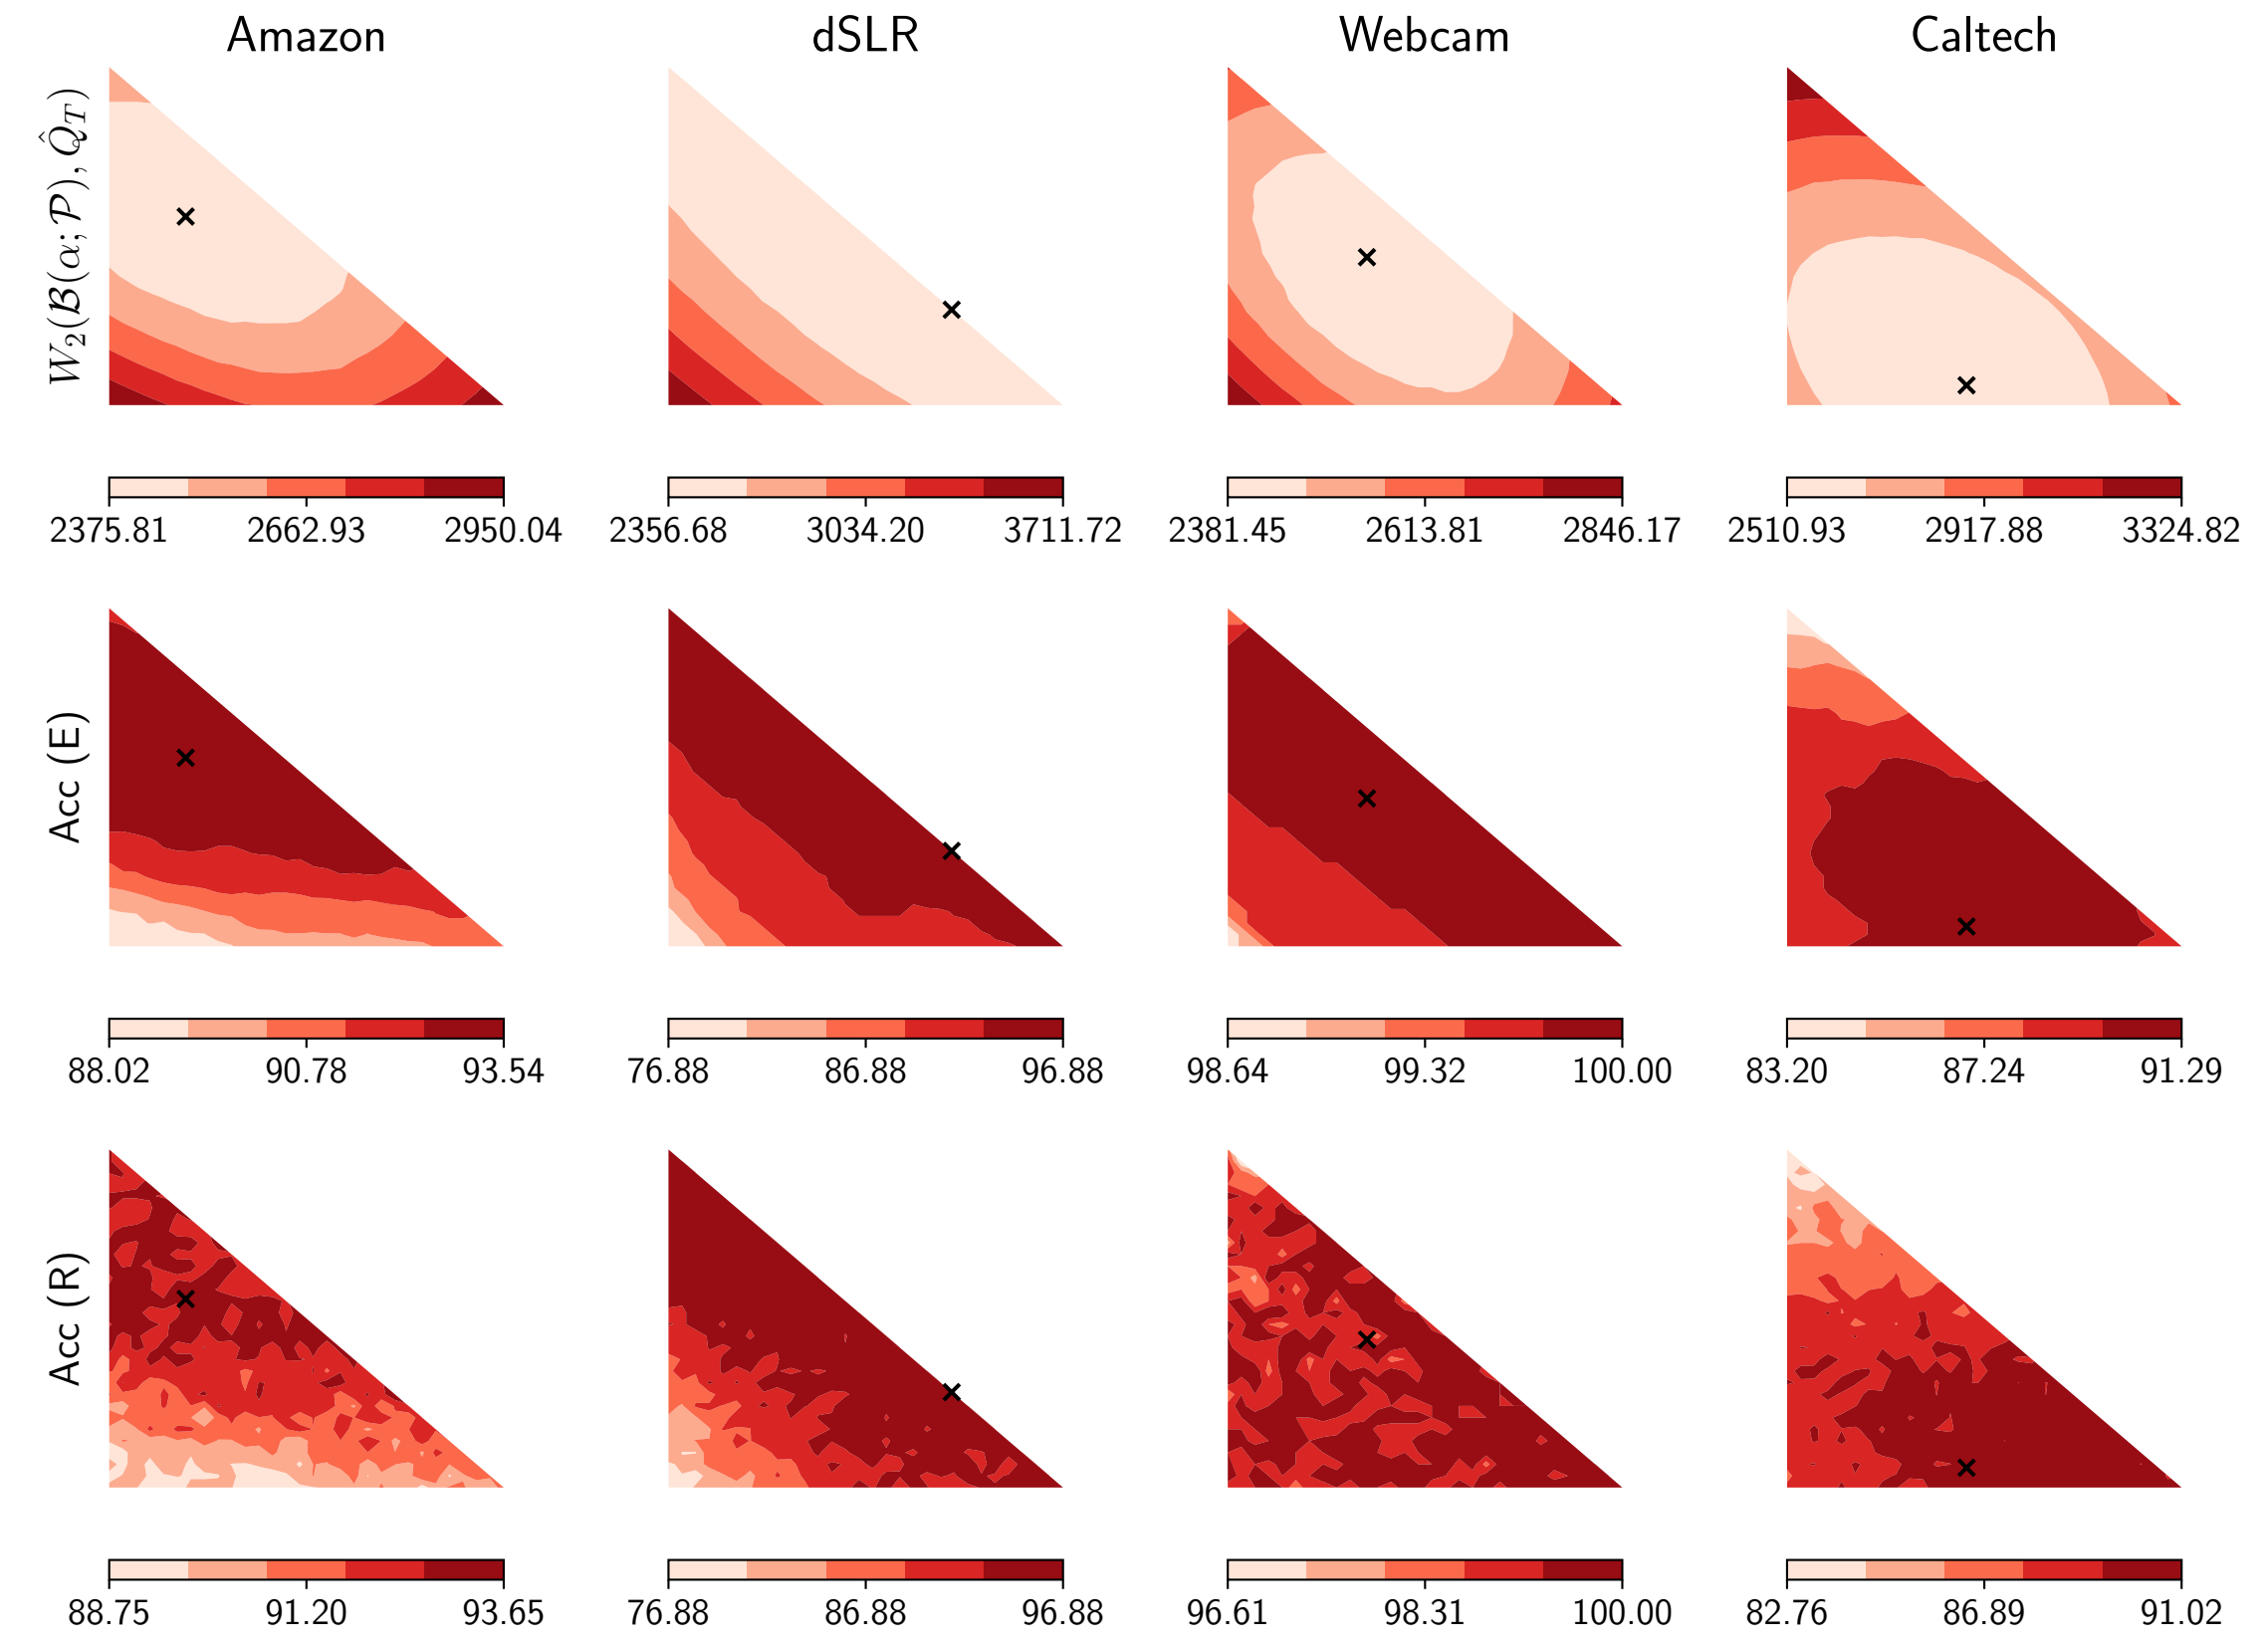 Amazon dSLR Webcam Caltech
W₂(ℬ(α; 𝒫), Q̂_T)
2375.81 2662.93 2950.04 2356.68 3034.20 3711.72 2381.45 2613.81 2846.17 2510.93 2917.88 3324.82
Acc (E)
88.02 90.78 93.54 76.88 86.88 96.88 98.64 99.32 100.00 83.20 87.24 91.29
Acc (R)
88.75 91.20 93.65 76.88 86.88 96.88 96.61 98.31 100.00 82.76 86.89 91.02